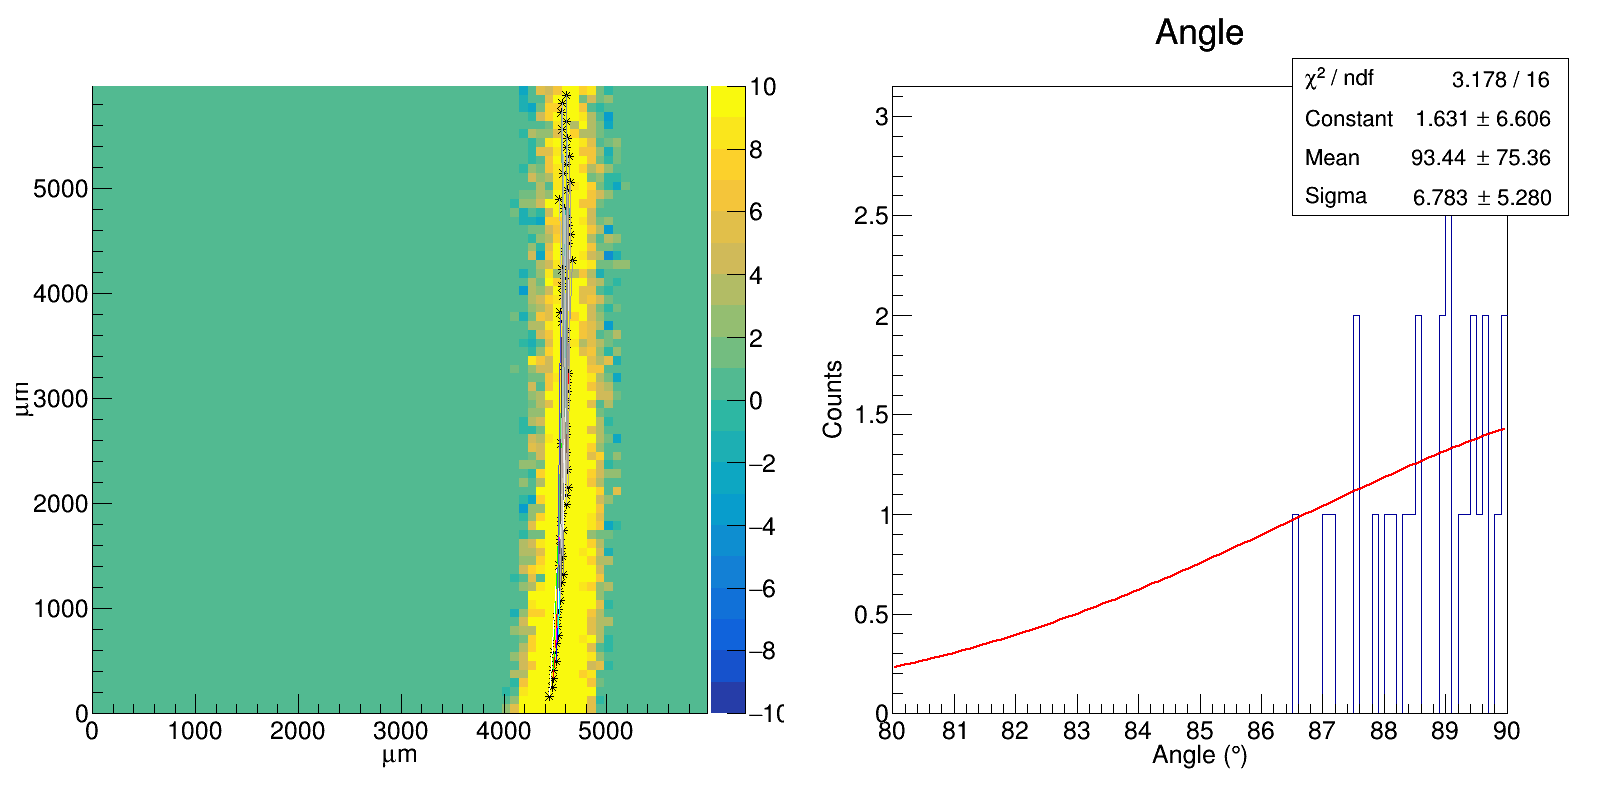 Angle
χ² / ndf 3.178 / 16
Constant 1.631 ± 6.606
Mean 93.44 ± 75.36
Sigma 6.783 ± 5.280
μm
5000
4000
3000
2000
1000
0
0 1000 2000 3000 4000 5000
μm
10
8
6
4
2
0
−2
−4
−6
−8
−10
Counts
3
2.5
2
1.5
1
0.5
0
80 81 82 83 84 85 86 87 88 89 90
Angle (°)